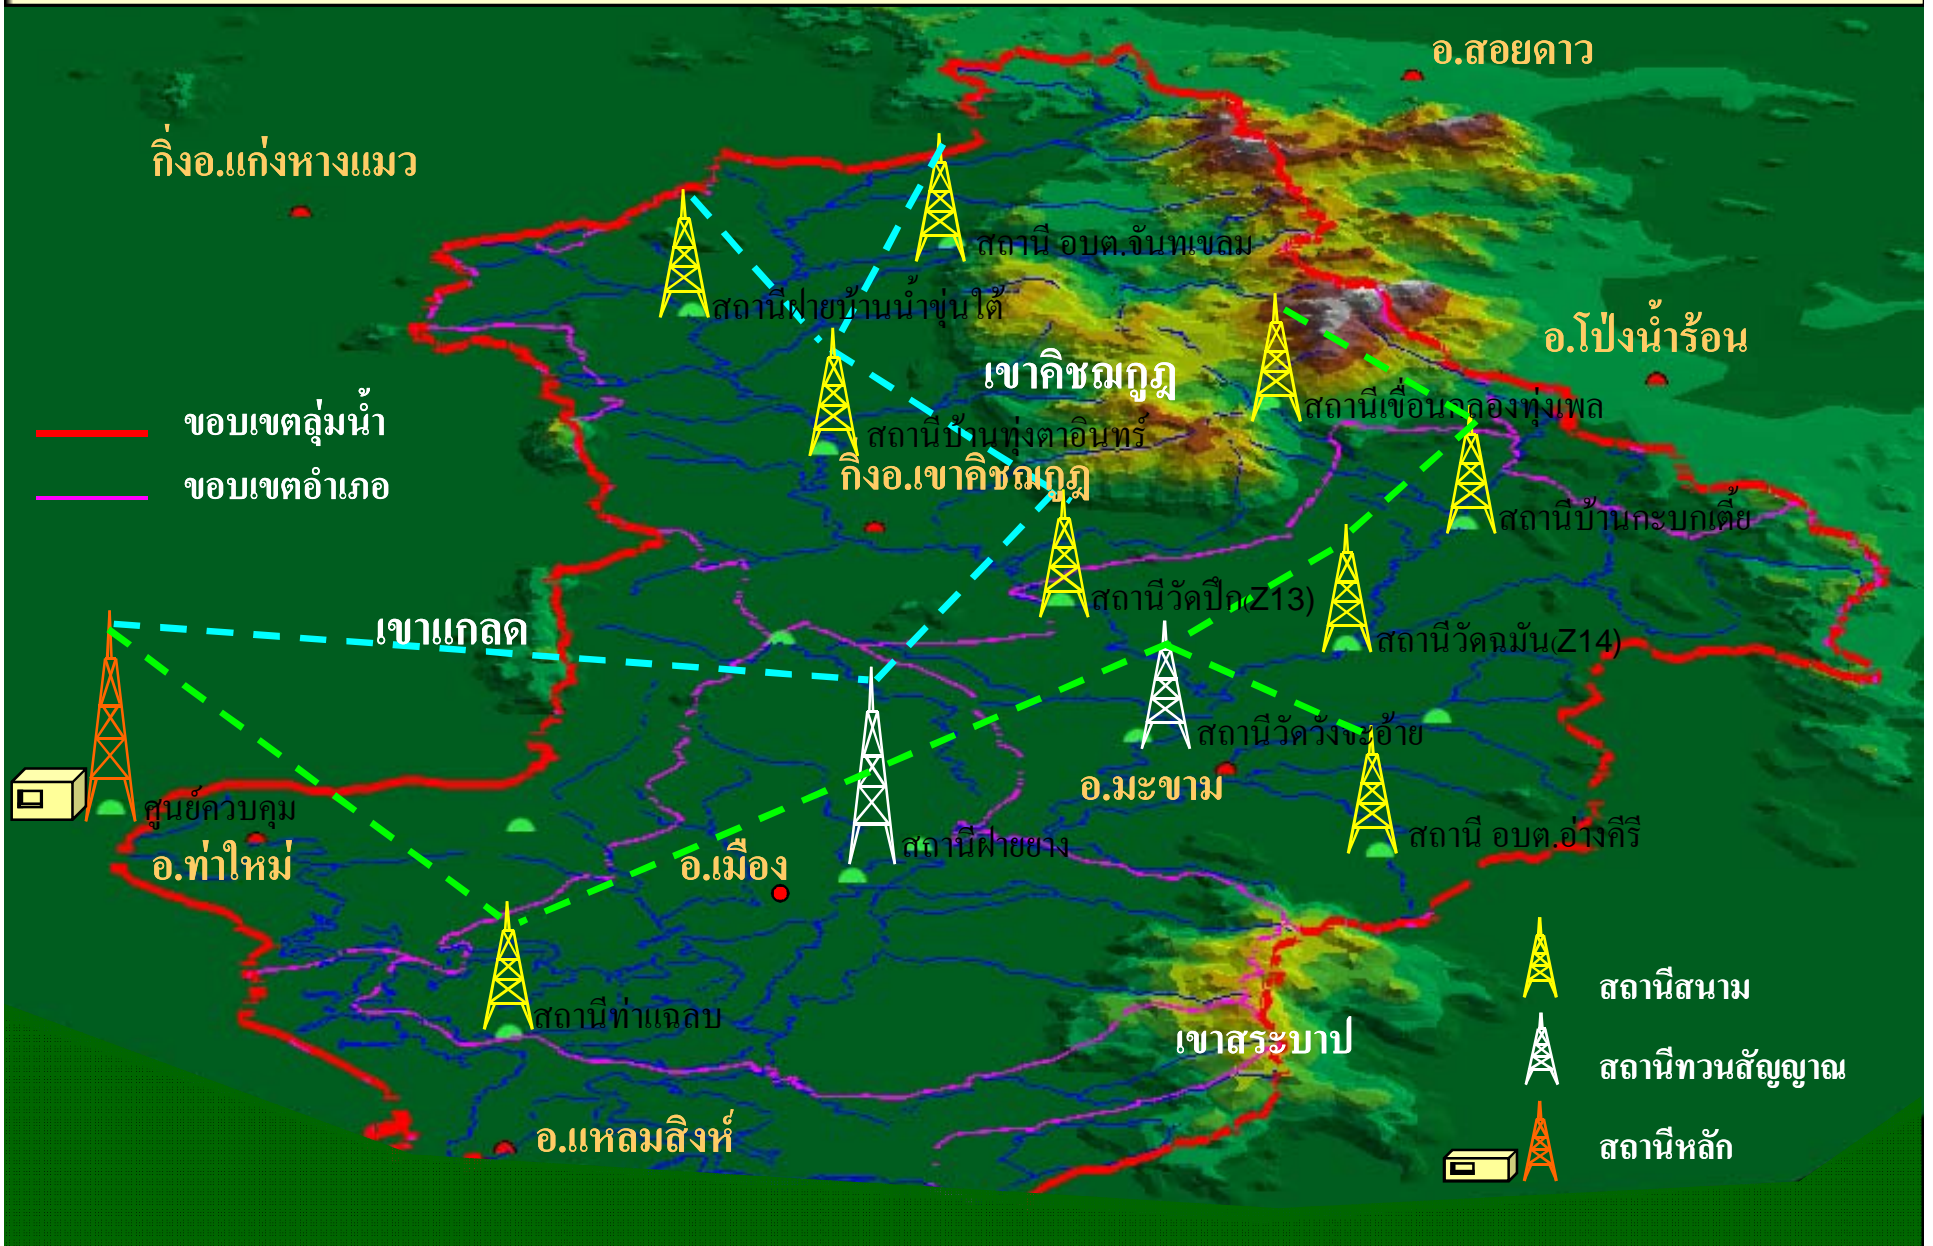 อ.สอยดาว
กิ่งอ.แก่งหางแมว
สถานี อบต.จันทเขลม
สถานีฝายบ้านน้ำขุ่นใต้
อ.โป่งน้ำร้อน
เขาคิชฌกูฎ
สถานีเขื่อนคลองทุ่งเพล
ขอบเขตลุ่มน้ำ
สถานีบ้านทุ่งตาอินทร์
กิ่งอ.เขาคิชฌกูฎ
ขอบเขตอำเภอ
สถานีบ้านกะบกเตี้ย
สถานีวัดปึก(Z13)
เขาแกลด
สถานีวัดฉมัน(Z14)
สถานีวัดวังจะอ้าย
อ.มะขาม
ศูนย์ควบคุม
สถานี อบต.อ่างคีรี
สถานีฝายยาง
อ.ท่าใหม่
อ.เมือง
สถานีสนาม
สถานีท่าแฉลบ
เขาสระบาป
สถานีทวนสัญญาณ
อ.แหลมสิงห์
สถานีหลัก